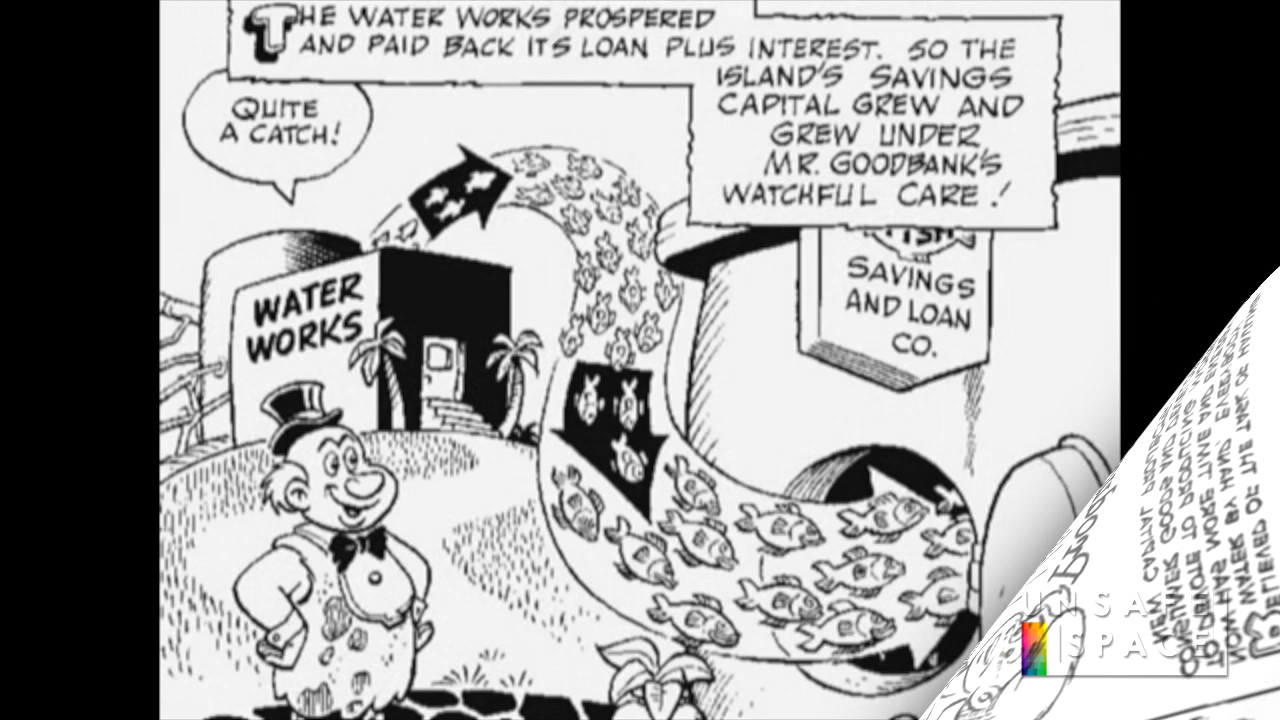 THE WATER WORKS PROSPERED
AND PAID BACK ITS LOAN PLUS INTEREST. SO THE
ISLAND'S SAVINGS
CAPITAL GREW AND
GREW UNDER
MR. GOODBANK'S
WATCHFUL CARE!
QUITE
A CATCH!
WATER
WORKS
FISH
SAVINGS
AND LOAN
CO.
UNSAFE
SPACE